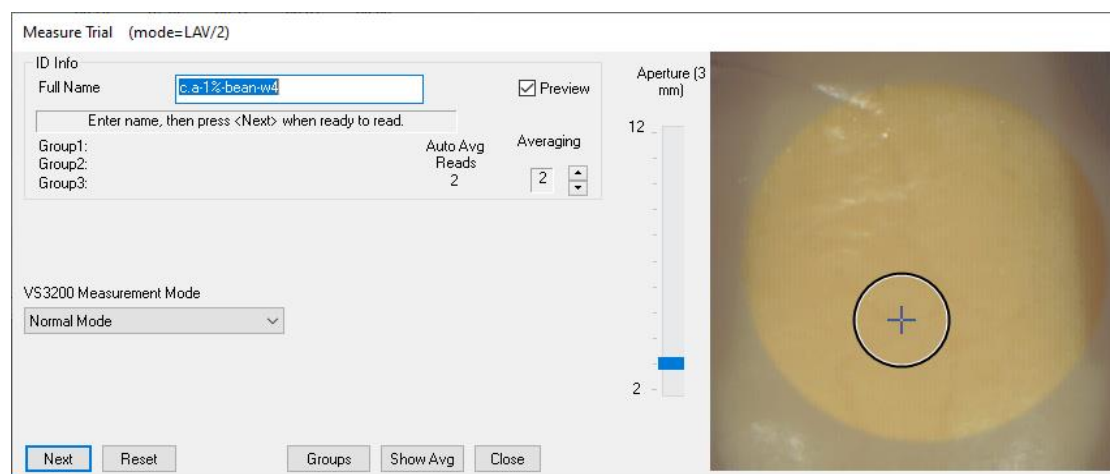 Measure Trial (mode=LAV/2)
ID Info
Full Name
c.a-1%-bean-w4
Preview
Enter name, then press <Next> when ready to read.
Group1:
Group2:
Group3:
Auto Avg
Reads
2
Averaging
2
Aperture (3
mm)
12
2
VS3200 Measurement Mode
Normal Mode
Next
Reset
Groups
Show Avg
Close